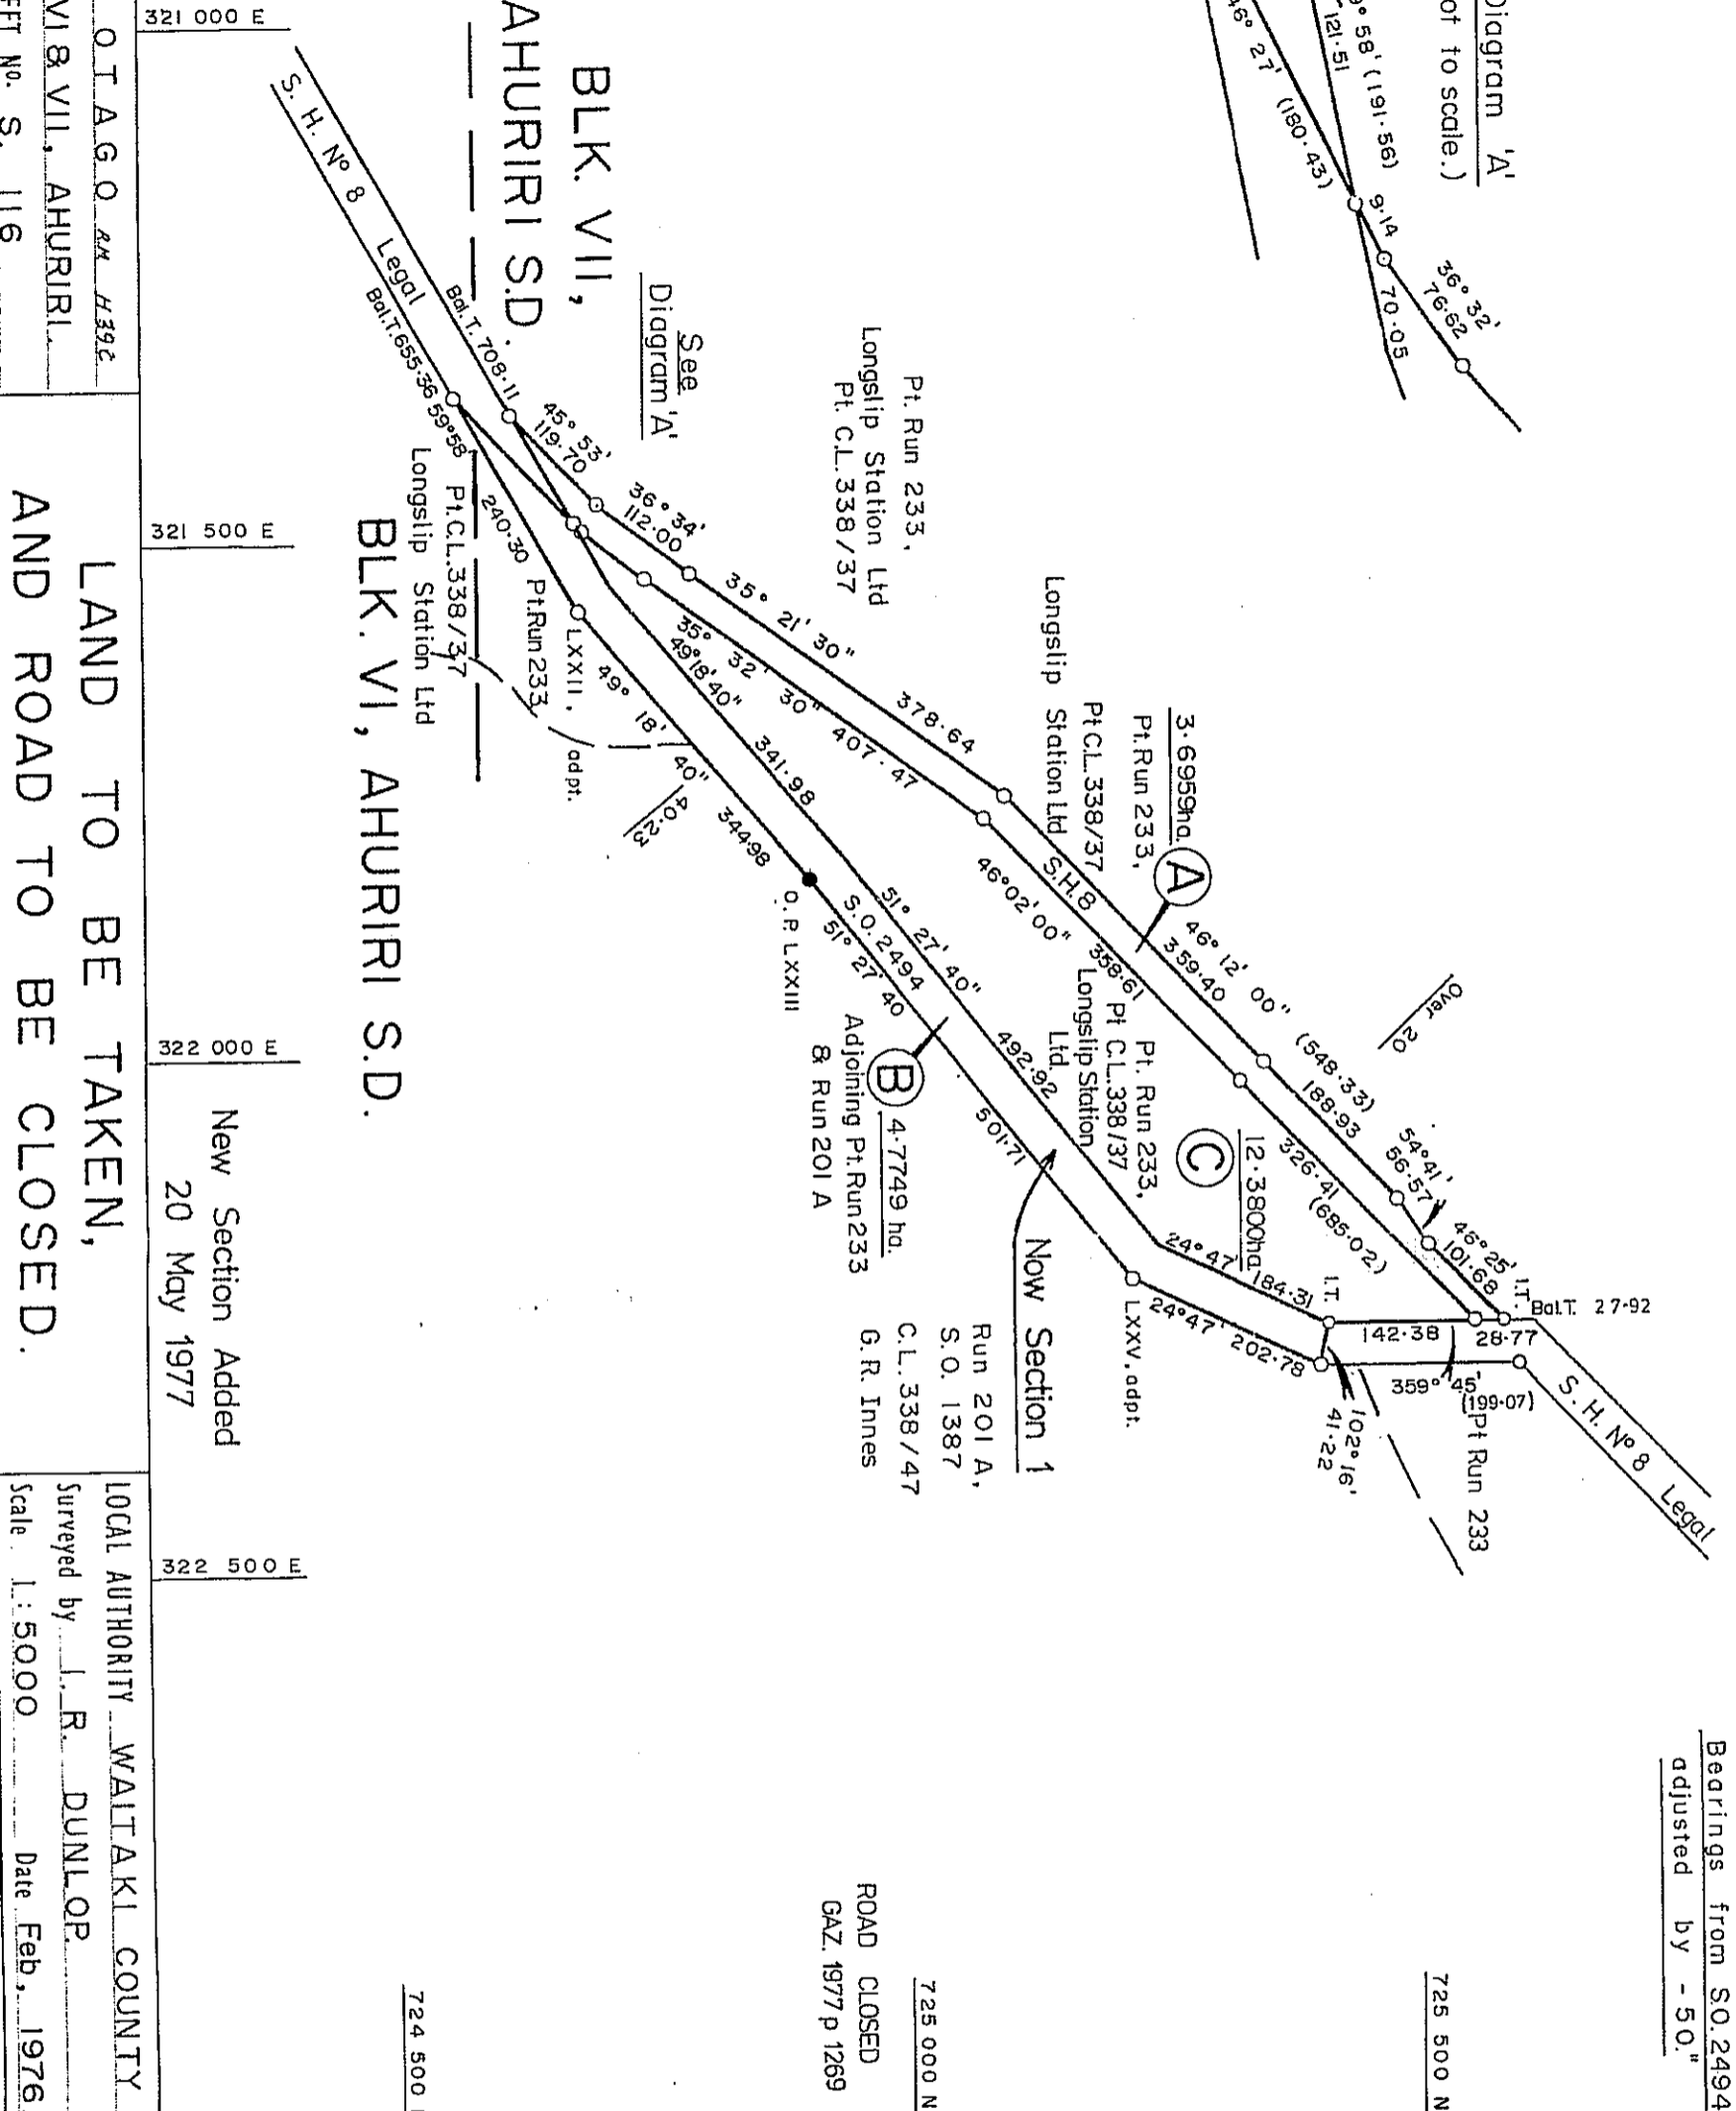 Diagram 'A'
ot to scale.)
9° 58' (191·56)
121·51
46° 27' (180·43)
9·14
70·05
36° 32'
76·62
Bearings from S.O. 2494
adjusted by - 50."
725 500 N
725 000 N
724 500
ROAD CLOSED
GAZ. 1977 p 1269
S. H. Nº 8 Legal
Pt Run 233
Bal.T. 27·92
I.T.
28·77
46° 25'
101·68
54° 41'
56·57
142·38
359° 45'
(199·07)
102° 16'
41·22
I.T.
Over 20
46° 12' 00" (548·33)
188·93
359·40
326·41
(685·02)
A
3·6959ha.
Pt.Run 233,
Pt C.L.338/37
Longslip Station Ltd
S.H.8
46°02'00" 358·61
C
12·3800ha.
Pt. Run 233,
Pt C.L.338/37
Longslip Station
Ltd.
24°47' 184·31
24°47' 202·78
LXXV. adpt.
Now Section 1
Run 201 A,
S.O. 1387
C.L. 338/47
G. R. Innes
Pt. Run 233,
Longslip Station Ltd
Pt. C.L.338/37
35° 21' 30" 378·64
35° 32' 30" 407·47
36° 34'
112·00
45° 53'
119·70
51° 27' 40" 492·92
S.O. 2494
51° 27' 40 501·71
B
4·7749 ha.
Adjoining Pt.Run 233
& Run 201 A
O.P. LXXIII
49°18'40" 341·98
49° 18' 40" 344·98
40·23
LXXII, adpt.
See
Diagram 'A'
BLK. VII,
AHURIRI S.D.
Bal.T. 708·11
Bal.T.655·36 59°58'
240·30
Pt.Run 233
Pt.C.L.338/37
Longslip Station Ltd
S. H. Nº 8 Legal
BLK. VI, AHURIRI S.D.
321 000 E
321 500 E
322 000 E
322 500 E
New Section Added
20 May 1977
OTAGO RM H39E
VI & VII, AHURIRI
Nº. S. 116
LAND TO BE TAKEN,
AND ROAD TO BE CLOSED.
LOCAL AUTHORITY WAITAKI COUNTY
Surveyed by I. R. DUNLOP.
Scale 1:5000 Date Feb, 1976